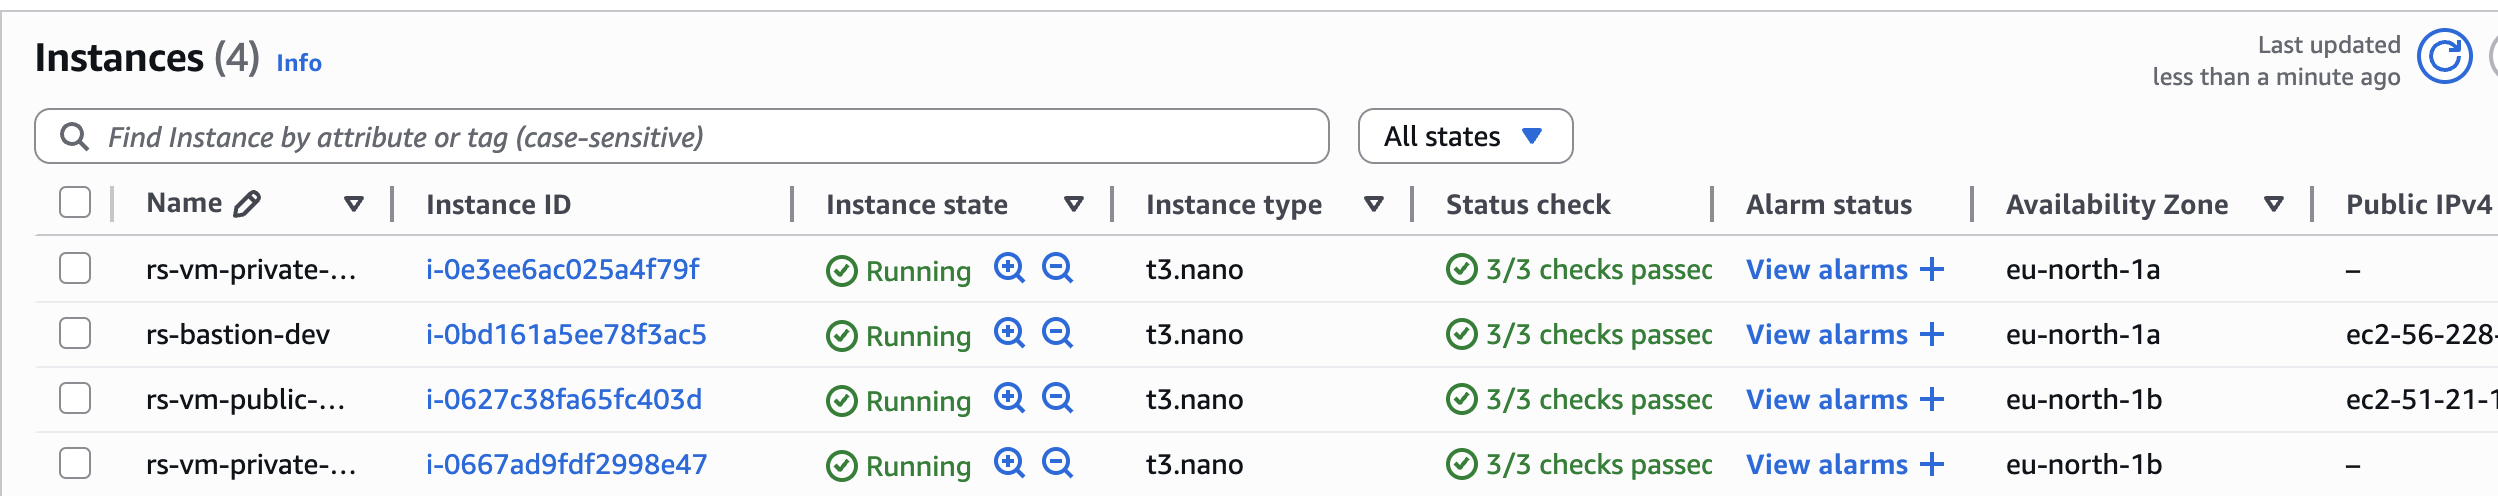 Instances (4) Info
Last updated
less than a minute ago
Find Instance by attribute or tag (case-sensitive)
All states
Name Instance ID Instance state Instance type Status check Alarm status Availability Zone Public IPv4
rs-vm-private-... i-0e3ee6ac025a4f79f Running t3.nano 3/3 checks passec View alarms + eu-north-1a –
rs-bastion-dev i-0bd161a5ee78f3ac5 Running t3.nano 3/3 checks passec View alarms + eu-north-1a ec2-56-228-
rs-vm-public-... i-0627c38fa65fc403d Running t3.nano 3/3 checks passec View alarms + eu-north-1b ec2-51-21-1
rs-vm-private-... i-0667ad9fdf2998e47 Running t3.nano 3/3 checks passec View alarms + eu-north-1b –